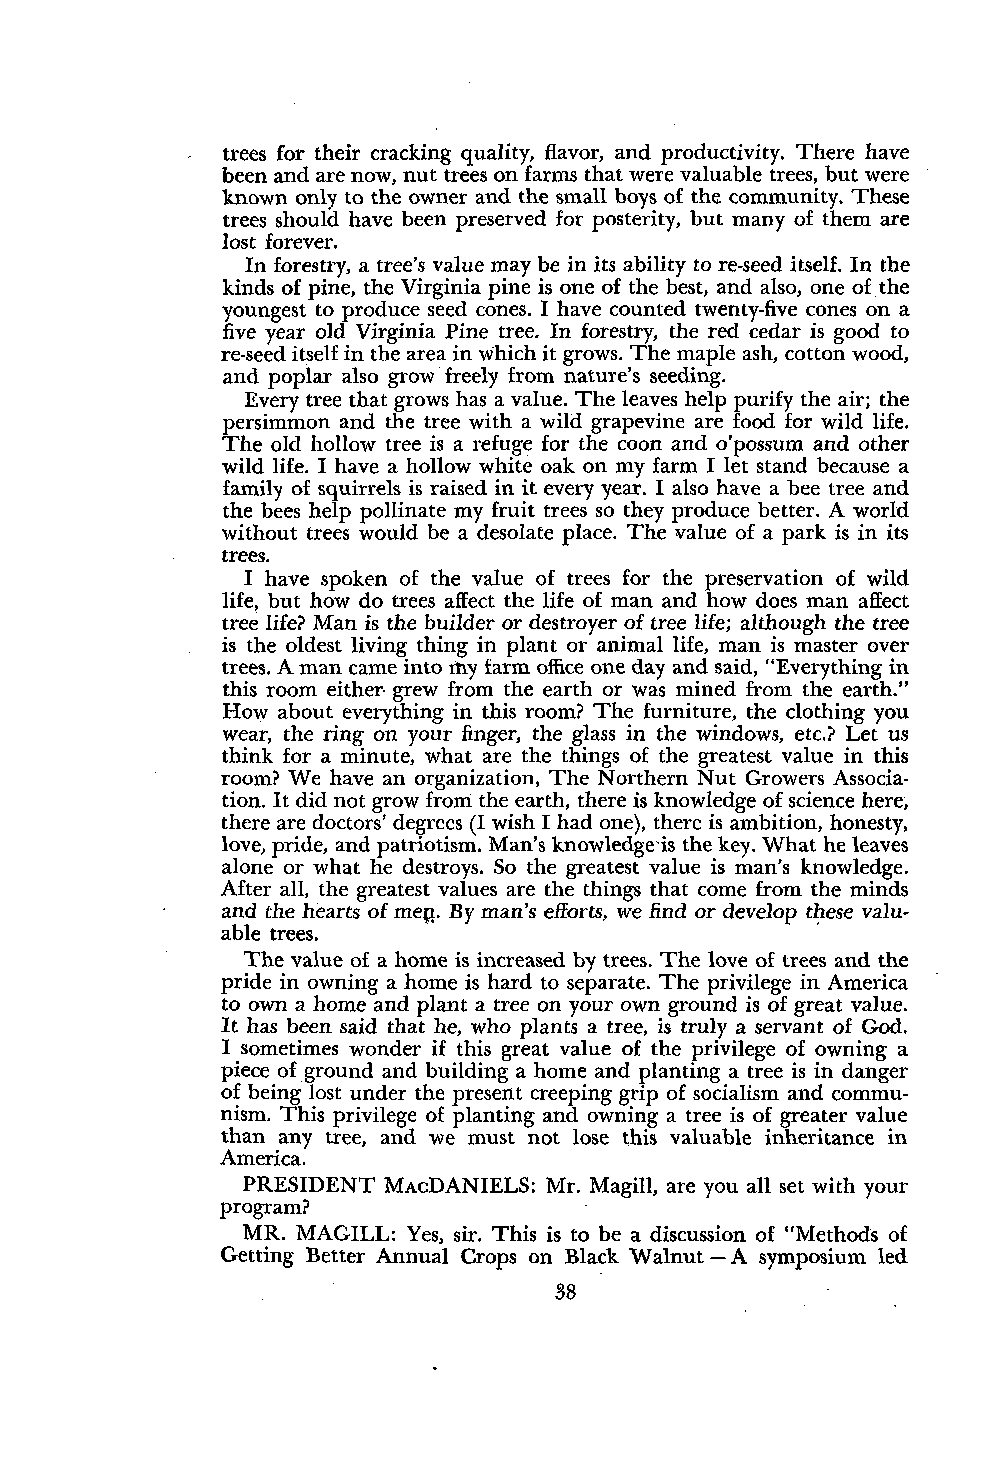 trees for their cracking quality, flavor, and productivity. There have
been and are now, nut trees on farms that were valuable trees, but were
known only to the owner and the small boys of the community. These
trees should have been preserved for posterity, but many of them are
lost forever.
In forestry, a tree's value may be in its ability to re-seed itself. In the
kinds of pine, the Virginia pine is one of the best, and also, one of the
youngest to produce seed cones. I have counted twenty-five cones on a
five year old Virginia Pine tree. In forestry, the red cedar is good to
re-seed itself in the area in which it grows. The maple ash, cotton wood,
and poplar also grow freely from nature's seeding.
Every tree that grows has a value. The leaves help purify the air; the
persimmon and the tree with a wild grapevine are food for wild life.
The old hollow tree is a refuge for the coon and o'possum and other
wild life. I have a hollow white oak on my farm I let stand because a
family of squirrels is raised in it every year. I also have a bee tree and
the bees help pollinate my fruit trees so they produce better. A world
without trees would be a desolate place. The value of a park is in its
trees.
I have spoken of the value of trees for the preservation of wild
life, but how do trees affect the life of man and how does man affect
tree life? Man is the builder or destroyer of tree life; although the tree
is the oldest living thing in plant or animal life, man is master over
trees. A man came into my farm office one day and said, "Everything in
this room either grew from the earth or was mined from the earth."
How about everything in this room? The furniture, the clothing you
wear, the ring on your finger, the glass in the windows, etc.? Let us
think for a minute, what are the things of the greatest value in this
room? We have an organization, The Northern Nut Growers Associa-
tion. It did not grow from the earth, there is knowledge of science here,
there are doctors' degrees (I wish I had one), there is ambition, honesty,
love, pride, and patriotism. Man's knowledge is the key. What he leaves
alone or what he destroys. So the greatest value is man's knowledge.
After all, the greatest values are the things that come from the minds
and the hearts of men. By man's efforts, we find or develop these valu-
able trees.
The value of a home is increased by trees. The love of trees and the
pride in owning a home is hard to separate. The privilege in America
to own a home and plant a tree on your own ground is of great value.
It has been said that he, who plants a tree, is truly a servant of God.
I sometimes wonder if this great value of the privilege of owning a
piece of ground and building a home and planting a tree is in danger
of being lost under the present creeping grip of socialism and commu-
nism. This privilege of planting and owning a tree is of greater value
than any tree, and we must not lose this valuable inheritance in
America.
PRESIDENT MACDANIELS: Mr. Magill, are you all set with your
program?
MR. MAGILL: Yes, sir. This is to be a discussion of "Methods of
Getting Better Annual Crops on Black Walnut — A symposium led
38